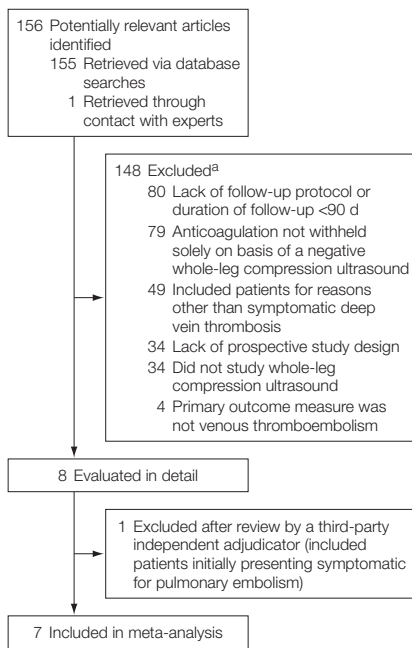 156 Potentially relevant articles
identified
155 Retrieved via database
searches
1 Retrieved through
contact with experts
148 Excludedª
80 Lack of follow-up protocol or
duration of follow-up <90 d
79 Anticoagulation not withheld
solely on basis of a negative
whole-leg compression ultrasound
49 Included patients for reasons
other than symptomatic deep
vein thrombosis
34 Lack of prospective study design
34 Did not study whole-leg
compression ultrasound
4 Primary outcome measure was
not venous thromboembolism
8 Evaluated in detail
1 Excluded after review by a third-party
independent adjudicator (included
patients initially presenting symptomatic
for pulmonary embolism)
7 Included in meta-analysis